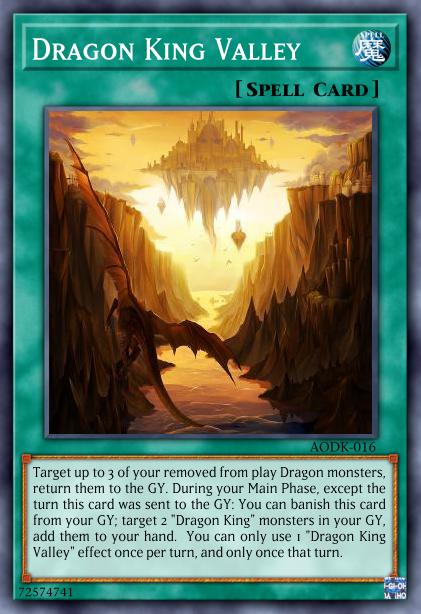 Dragon King Valley
SPELL
魔
[ Spell Card ]
AODK-016
Target up to 3 of your removed from play Dragon monsters,
return them to the GY. During your Main Phase, except the
turn this card was sent to the GY: You can banish this card
from your GY; target 2 "Dragon King" monsters in your GY,
add them to your hand. You can only use 1 "Dragon King
Valley" effect once per turn, and only once that turn.
72574741